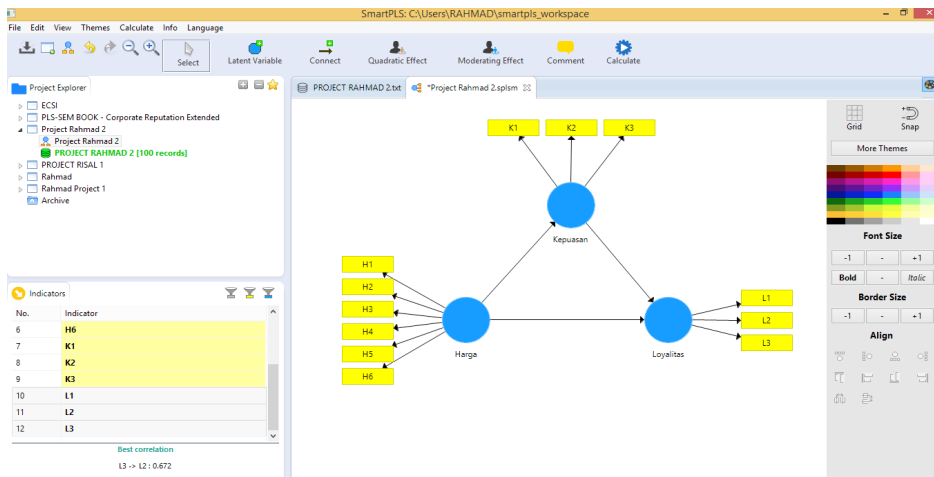 SmartPLS: C:\Users\RAHMAD\smartpls_workspace
File Edit View Themes Calculate Info Language
Select
Latent Variable
Connect
Quadratic Effect
Moderating Effect
Comment
Calculate
Project Explorer
ECSI
PLS-SEM BOOK - Corporate Reputation Extended
Project Rahmad 2
Project Rahmad 2
PROJECT RAHMAD 2 [100 records]
PROJECT RISAL 1
Rahmad
Rahmad Project 1
Archive
Indicators
No. Indicator
6 H6
7 K1
8 K2
9 K3
10 L1
11 L2
12 L3
Best correlation
L3 -> L2 : 0.672
PROJECT RAHMAD 2.txt
*Project Rahmad 2.splsm
K1 K2 K3
Kepuasan
H1
H2
H3
H4
H5
H6
Harga
L1
L2
L3
Loyalitas
Grid Snap
More Themes
Font Size
-1 - +1
Bold - Italic
Border Size
-1 - +1
Align